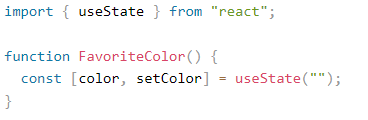 import { useState } from "react";

function FavoriteColor() {
  const [color, setColor] = useState("");
}